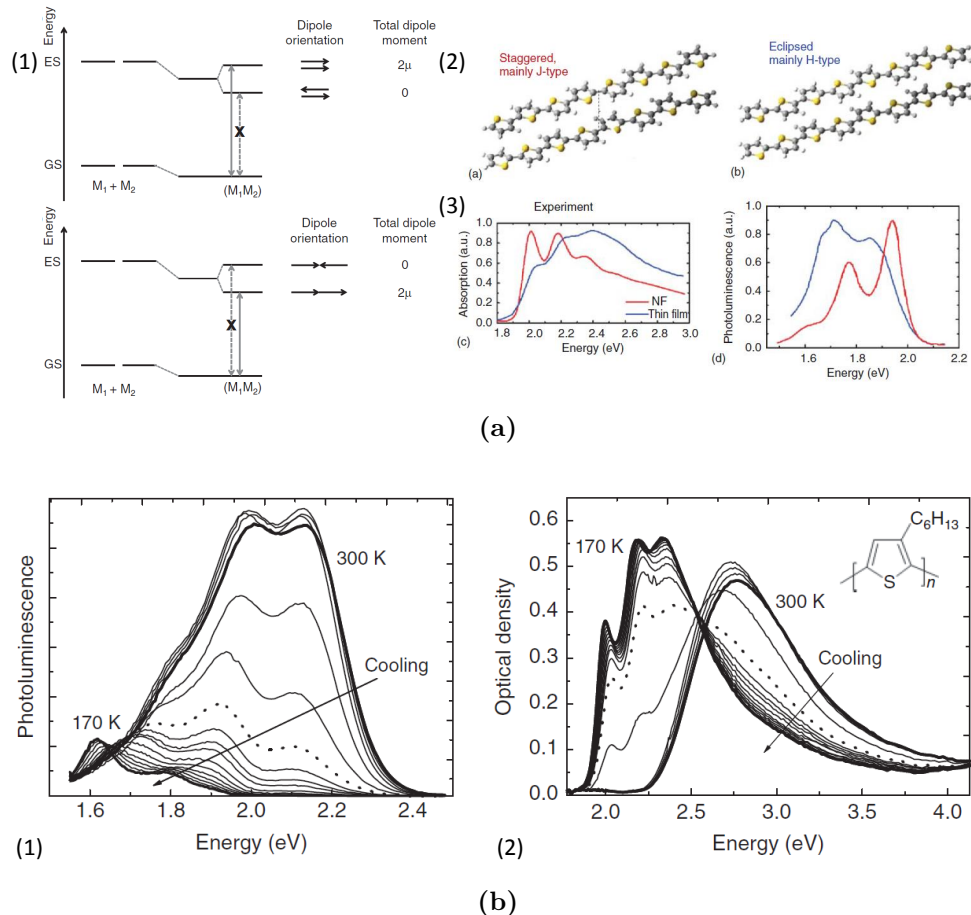 (1)
Energy
Dipole orientation
Total dipole moment
ES
2μ
0
X
GS
M1 + M2
(M1M2)
Energy
Dipole orientation
Total dipole moment
ES
0
2μ
X
GS
M1 + M2
(M1M2)
(2)
Staggered,
mainly J-type
Eclipsed
mainly H-type
(a)
(b)
(3)
Experiment
Absorption (a.u.)
1.0
0.8
0.6
0.4
0.2
0.0
NF
Thin film
1.8 2.0 2.2 2.4 2.6 2.8 3.0
(c)
Energy (eV)
Photoluminescence (a.u.)
1.0
0.8
0.6
0.4
0.2
0
1.6 1.8 2.0 2.2
(d)
Energy (eV)
(a)
Photoluminescence
300 K
Cooling
170 K
1.6 1.8 2.0 2.2 2.4
(1)
Energy (eV)
Optical density
0.6
0.5
0.4
0.3
0.2
0.1
0.0
170 K
C6H13
S
n
300 K
Cooling
2.0 2.5 3.0 3.5 4.0
(2)
Energy (eV)
(b)